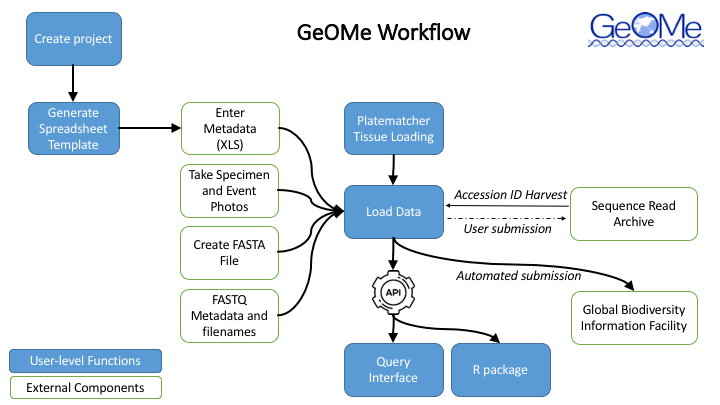 GeOMe Workflow
GeOMe
Create project
Generate
Spreadsheet
Template
Enter
Metadata
(XLS)
Platematcher
Tissue Loading
Take Specimen
and Event
Photos
Load Data
Accession ID Harvest
User submission
Sequence Read
Archive
Create FASTA
File
Automated submission
API
FASTQ
Metadata and
filenames
Global Biodiversity
Information Facility
Query
Interface
R package
User-level Functions
External Components